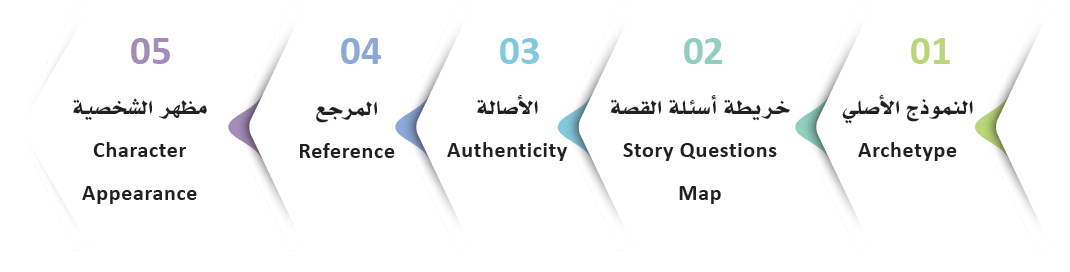 01
النموذج الأصلي
Archetype
02
خريطة أسئلة القصة
Story Questions
Map
03
الأصالة
Authenticity
04
المرجع
Reference
05
مظهر الشخصية
Character
Appearance